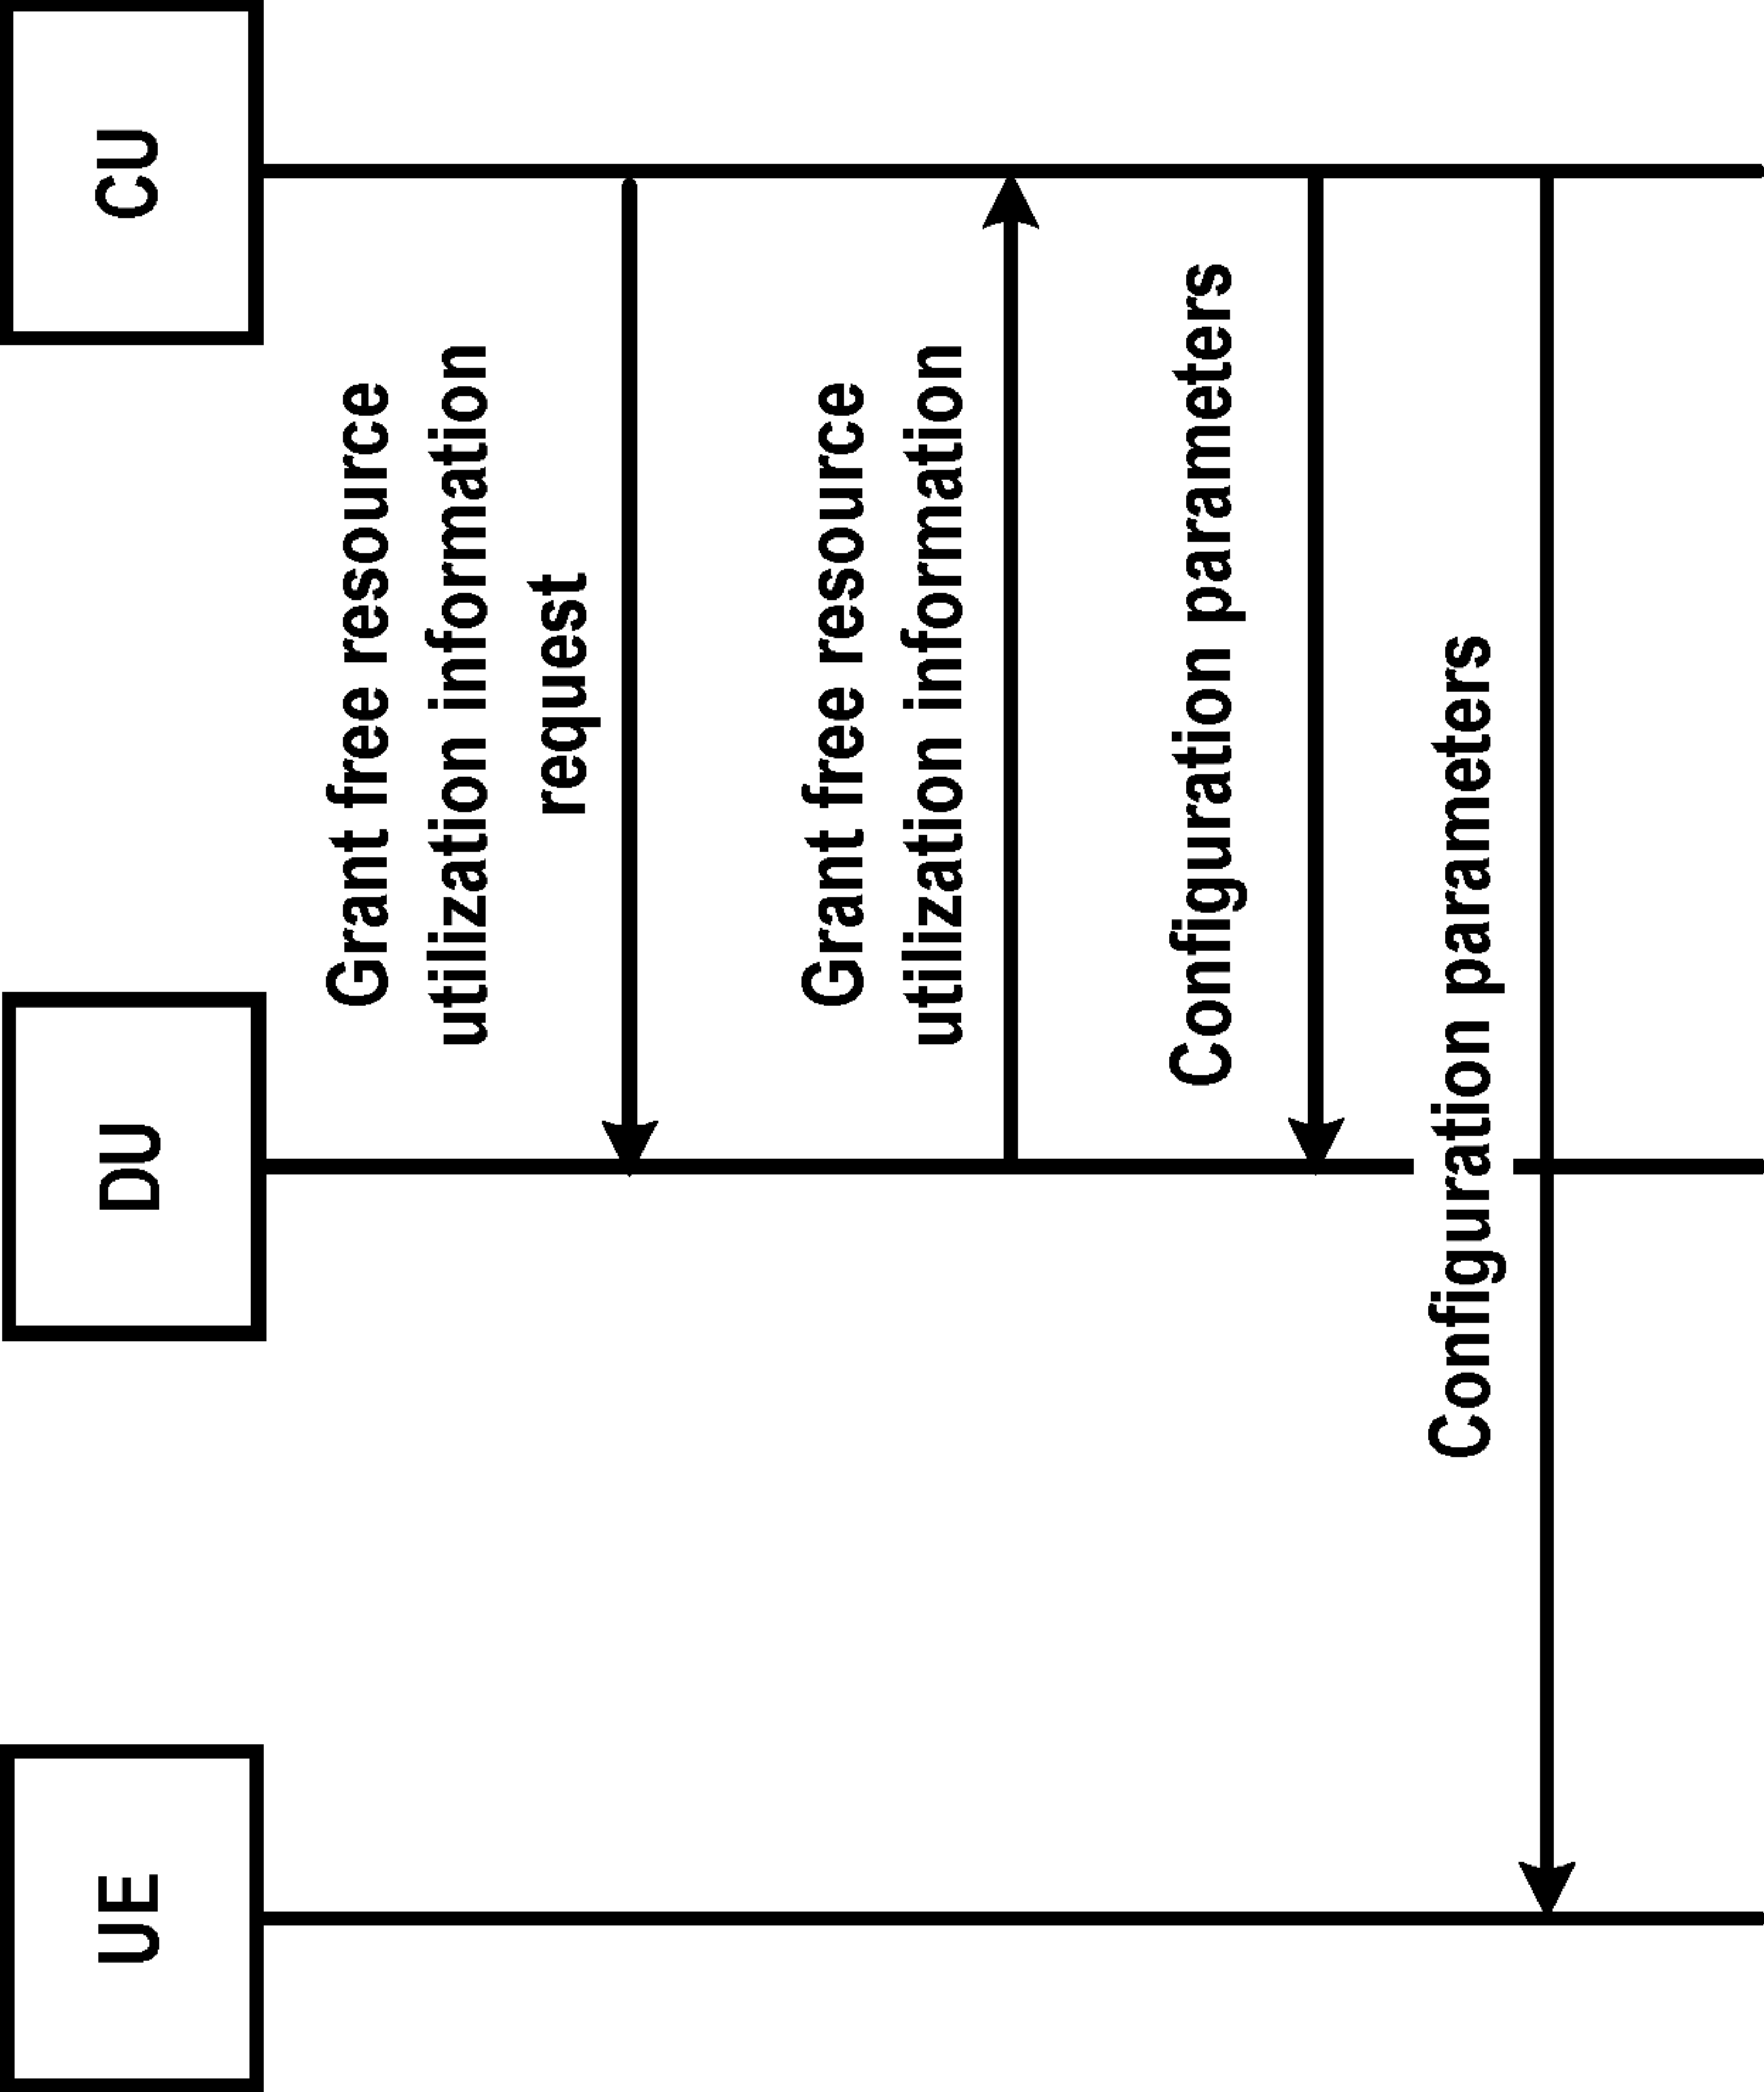 UE
DU
CU
Grant free resource
utilization information
request
Grant free resource
utilization information
Configuration parameters
Configuration parameters